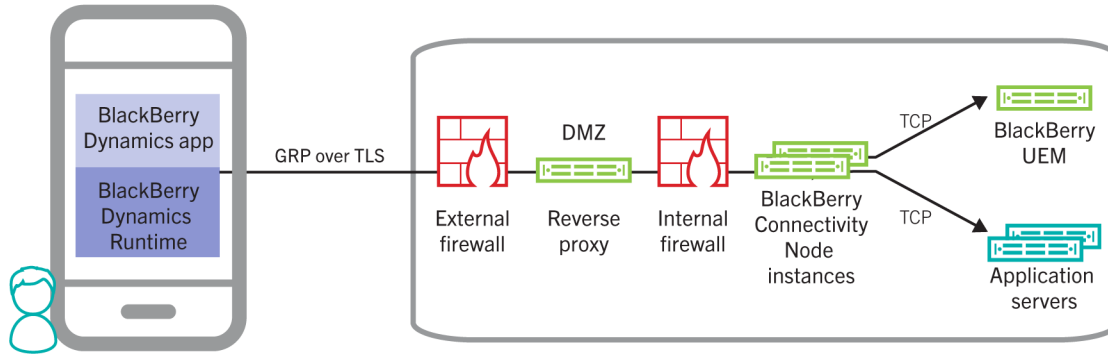 BlackBerry
Dynamics app
BlackBerry
Dynamics
Runtime
GRP over TLS
External
firewall
DMZ
Reverse
proxy
Internal
firewall
BlackBerry
Connectivity
Node
instances
TCP
TCP
BlackBerry
UEM
Application
servers